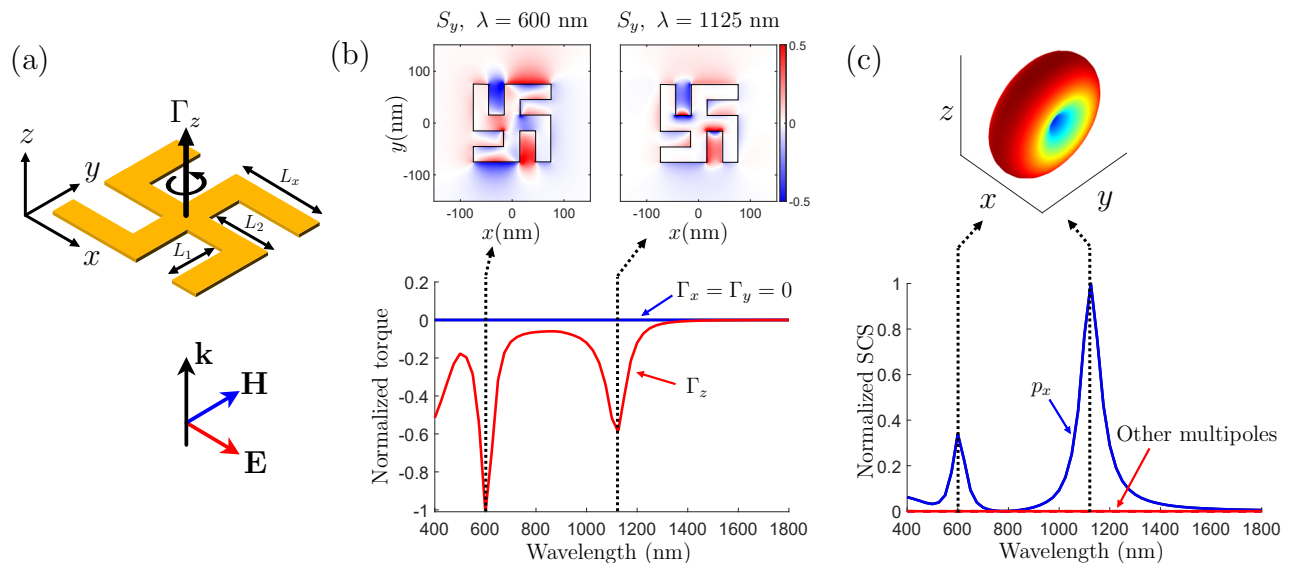 (a)
Γ_z
z
y
x
L_x
L_2
L_1
k
H
E
(b)
S_y, λ = 600 nm
S_y, λ = 1125 nm
y(nm)
100
0
-100
-100 0 100
x(nm)
-100 0 100
x(nm)
0.5
0
-0.5
Normalized torque
0.2
0
-0.2
-0.4
-0.6
-0.8
-1
Γ_x = Γ_y = 0
Γ_z
400 600 800 1000 1200 1400 1600 1800
Wavelength (nm)
(c)
z
x
y
Normalized SCS
1
0.8
0.6
0.4
0.2
0
p_x
Other multipoles
400 600 800 1000 1200 1400 1600 1800
Wavelength (nm)